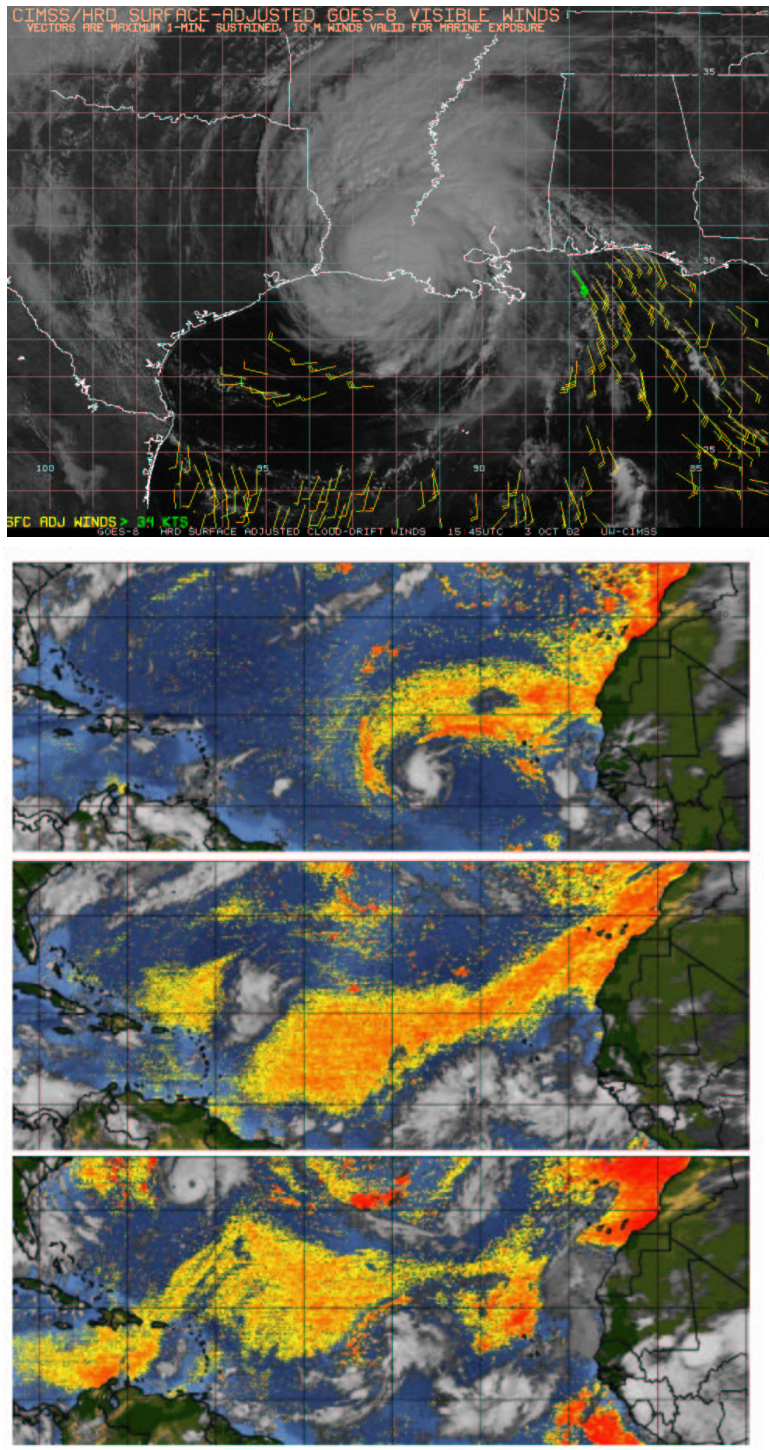 CIMSS/HRD SURFACE-ADJUSTED GOES-8 VISIBLE WINDS
VECTORS ARE MAXIMUM 1-MIN. SUSTAINED, 10 M WINDS VALID FOR MARINE EXPOSURE
35
30
25
100 95 90 85
SFC ADJ WINDS > 34 KTS
GOES-8 HRD SURFACE ADJUSTED CLOUD-DRIFT WINDS 15:45UTC 3 OCT 02 UW-CIMSS